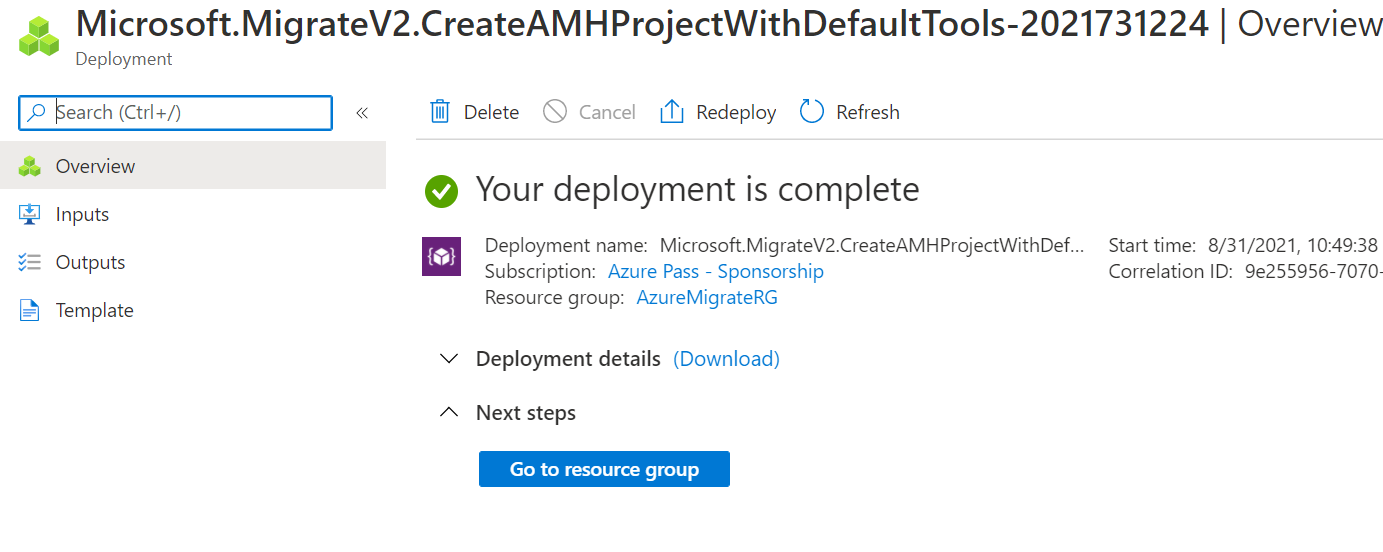 Microsoft.MigrateV2.CreateAMHProjectWithDefaultTools-2021731224 | Overview
Deployment
Search (Ctrl+/)
«
Delete
Cancel
Redeploy
Refresh
Overview
Inputs
Outputs
Template
Your deployment is complete
Deployment name: Microsoft.MigrateV2.CreateAMHProjectWithDef...
Subscription: Azure Pass - Sponsorship
Resource group: AzureMigrateRG
Start time: 8/31/2021, 10:49:38
Correlation ID: 9e255956-7070-
Deployment details (Download)
Next steps
Go to resource group